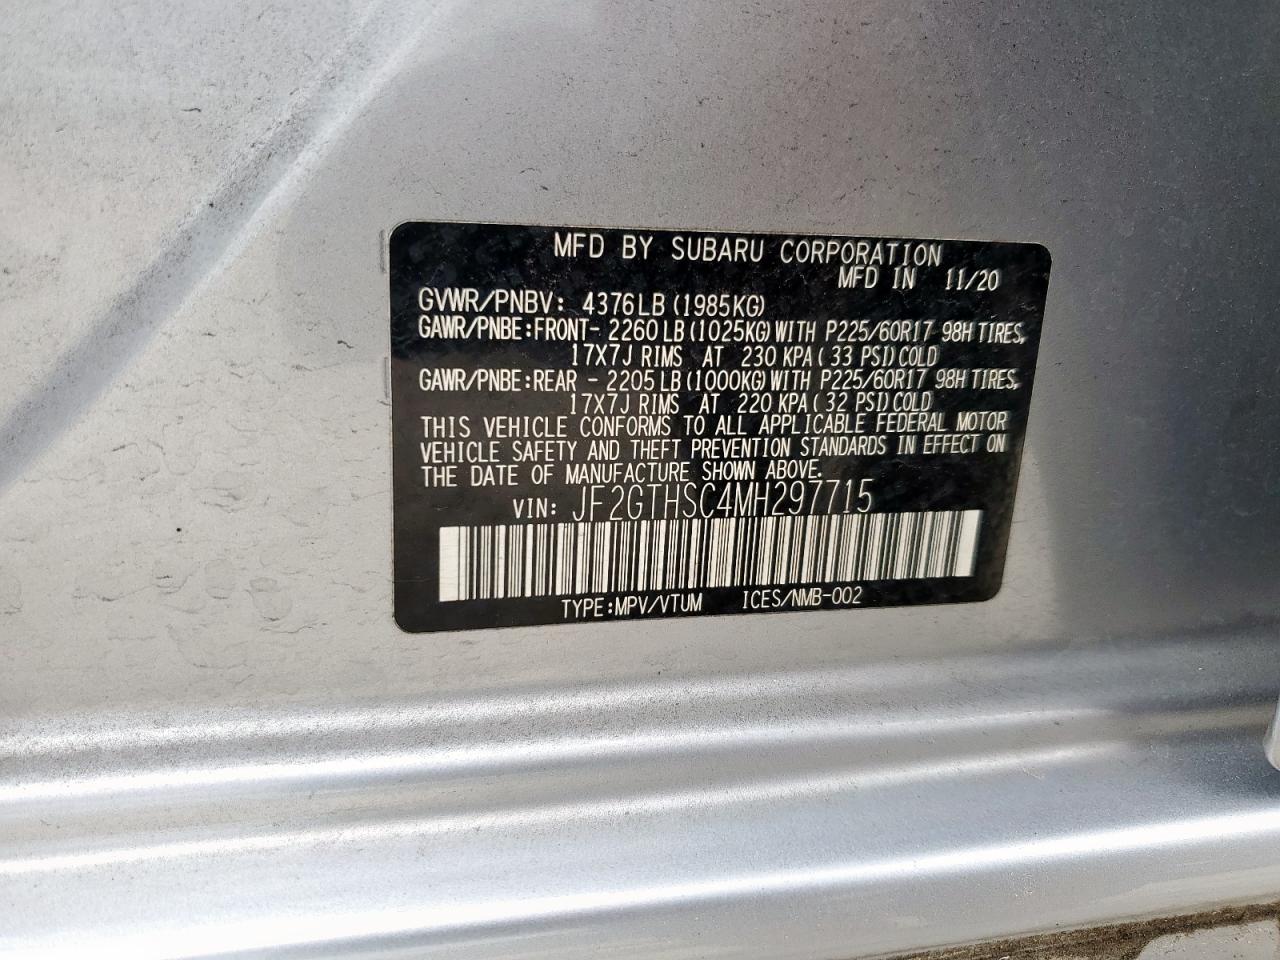 MFD BY SUBARU CORPORATION
MFD IN 11/20
GVWR/PNBV: 4376LB (1985KG)
GAWR/PNBE:FRONT- 2260 LB (1025KG) WITH P225/60R17 98H TIRES,
17X7J RIMS AT 230 KPA ( 33 PSI) COLD
GAWR/PNBE:REAR - 2205 LB (1000KG) WITH P225/60R17 98H TIRES,
17X7J RIMS AT 220 KPA ( 32 PSI) COLD
THIS VEHICLE CONFORMS TO ALL APPLICABLE FEDERAL MOTOR
VEHICLE SAFETY AND THEFT PREVENTION STANDARDS IN EFFECT ON
THE DATE OF MANUFACTURE SHOWN ABOVE.
VIN: JF2GTHSC4MH297715
TYPE:MPV/VTUM ICES/NMB-002